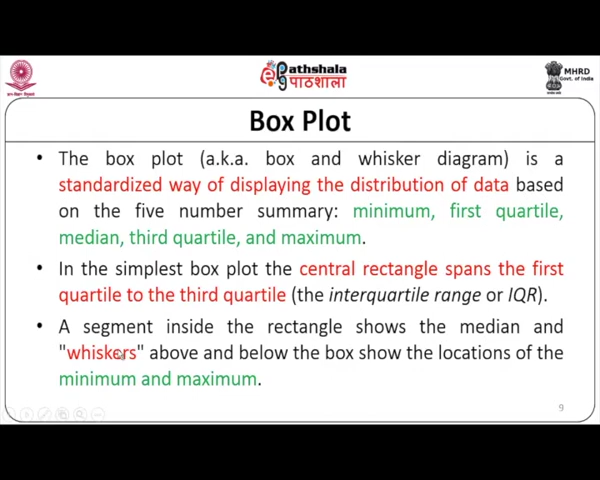 Pathshala
पाठशाला
MHRD
Govt. of India
Box Plot
• The box plot (a.k.a. box and whisker diagram) is a
standardized way of displaying the distribution of data based
on the five number summary: minimum, first quartile,
median, third quartile, and maximum.
• In the simplest box plot the central rectangle spans the first
quartile to the third quartile (the interquartile range or IQR).
• A segment inside the rectangle shows the median and
"whiskers" above and below the box show the locations of the
minimum and maximum.
9